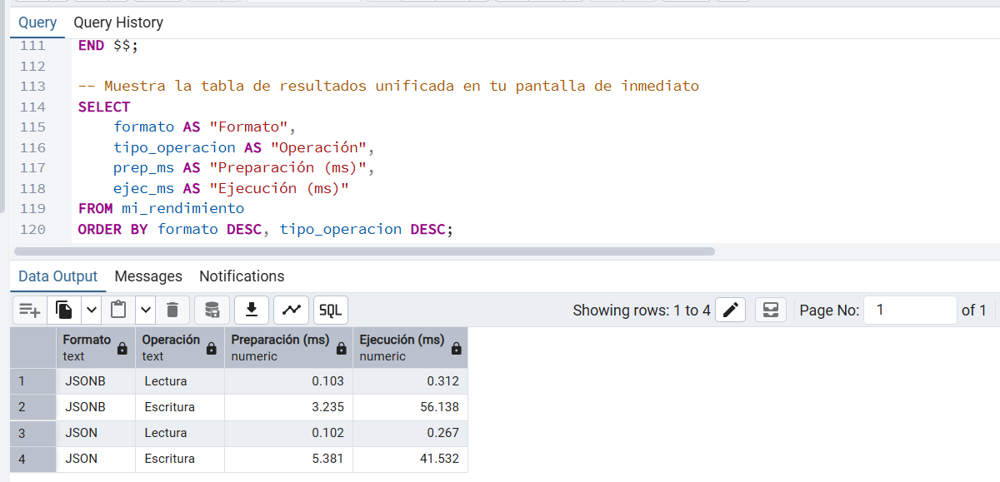 Query Query History
111 END $$;
112
113 -- Muestra la tabla de resultados unificada en tu pantalla de inmediato
114 SELECT
115 formato AS "Formato",
116 tipo_operacion AS "Operación",
117 prep_ms AS "Preparación (ms)",
118 ejec_ms AS "Ejecución (ms)"
119 FROM mi_rendimiento
120 ORDER BY formato DESC, tipo_operacion DESC;
Data Output Messages Notifications
SQL Showing rows: 1 to 4 Page No: 1 of 1
Formato Operación Preparación (ms) Ejecución (ms)
text text numeric numeric
1 JSONB Lectura 0.103 0.312
2 JSONB Escritura 3.235 56.138
3 JSON Lectura 0.102 0.267
4 JSON Escritura 5.381 41.532